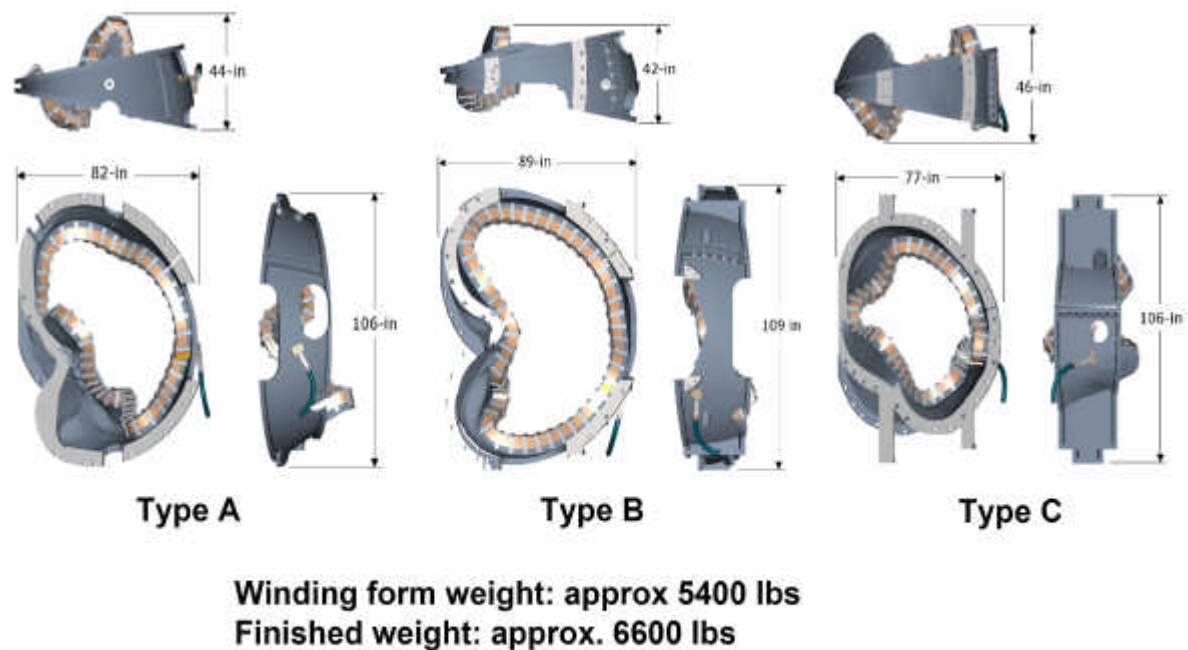 44-in
42-in
46-in
82-in
89-in
77-in
106-in
109 in
106-in
Type A
Type B
Type C
Winding form weight: approx 5400 lbs
Finished weight: approx. 6600 lbs